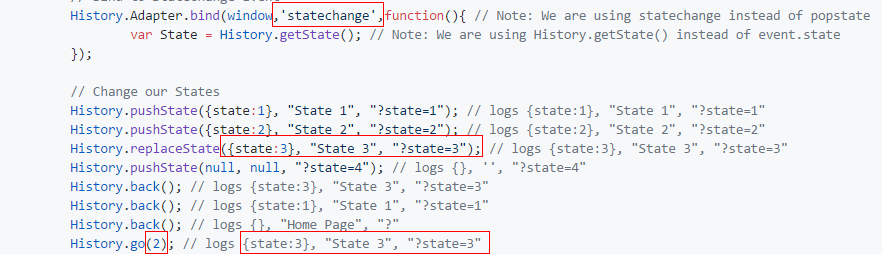 History.Adapter.bind(window,'statechange',function(){ // Note: We are using statechange instead of popstate
var State = History.getState(); // Note: We are using History.getState() instead of event.state
});
// Change our States
History.pushState({state:1}, "State 1", "?state=1"); // logs {state:1}, "State 1", "?state=1"
History.pushState({state:2}, "State 2", "?state=2"); // logs {state:2}, "State 2", "?state=2"
History.replaceState({state:3}, "State 3", "?state=3"); // logs {state:3}, "State 3", "?state=3"
History.pushState(null, null, "?state=4"); // logs {}, '', "?state=4"
History.back(); // logs {state:3}, "State 3", "?state=3"
History.back(); // logs {state:1}, "State 1", "?state=1"
History.back(); // logs {}, "Home Page", "?"
History.go(2); // logs {state:3}, "State 3", "?state=3"